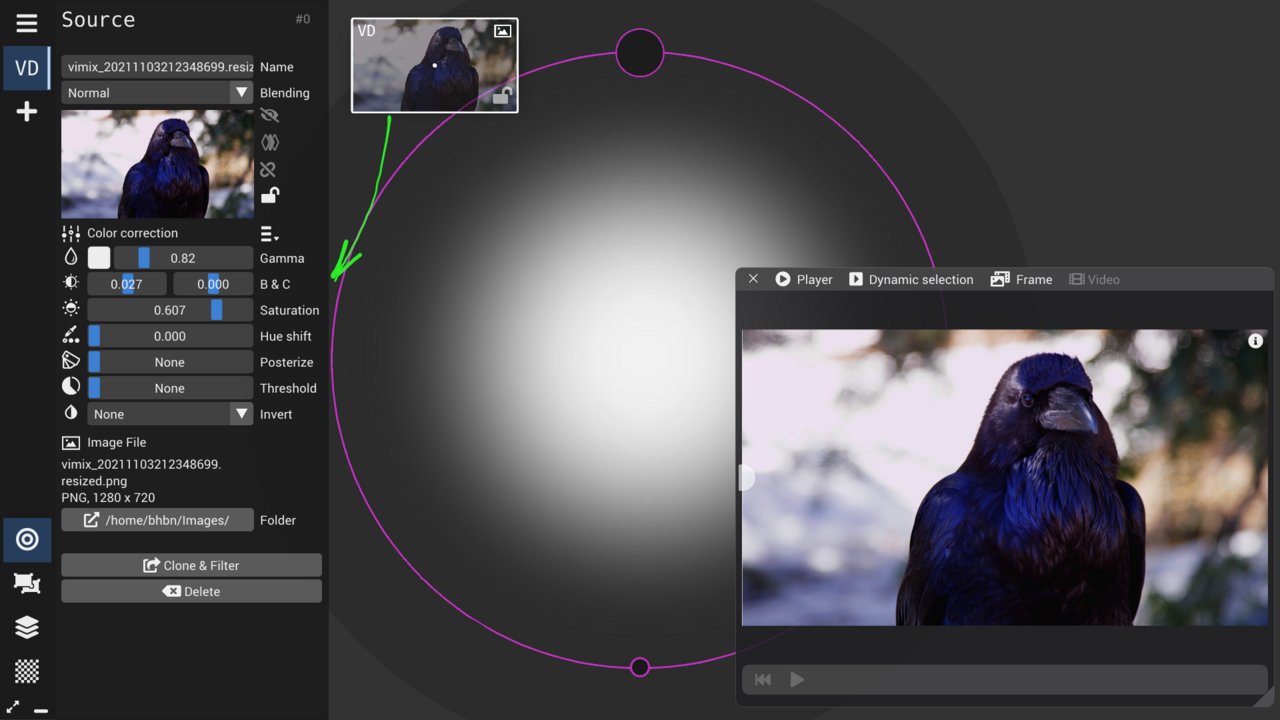 Source #0
VD
vimix_20211103212348699.resiz Name
Normal Blending
Color correction
0.82 Gamma
0.027 0.000 B & C
0.607 Saturation
0.000 Hue shift
None Posterize
None Threshold
None Invert
Image File
vimix_20211103212348699.
resized.png
PNG, 1280 x 720
/home/bhbn/Images/ Folder
Clone & Filter
Delete
VD
Player Dynamic selection Frame Video